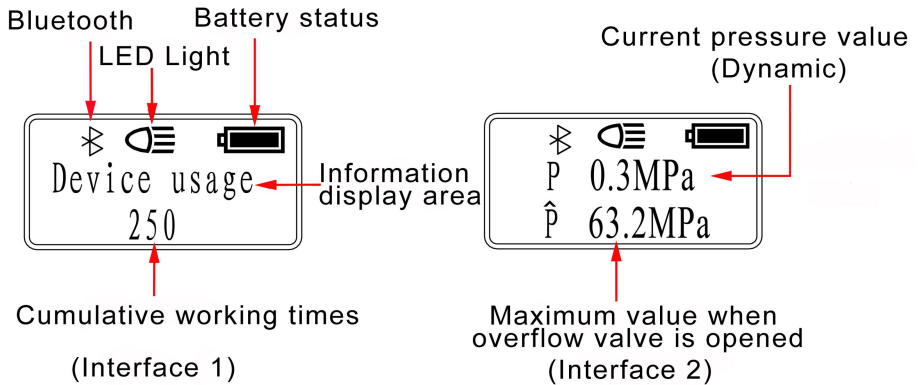 Bluetooth
Battery status
LED Light
Device usage
250
Information
display area
Cumulative working times
(Interface 1)
Current pressure value
(Dynamic)
P 0.3MPa
P̂ 63.2MPa
Maximum value when
overflow valve is opened
(Interface 2)